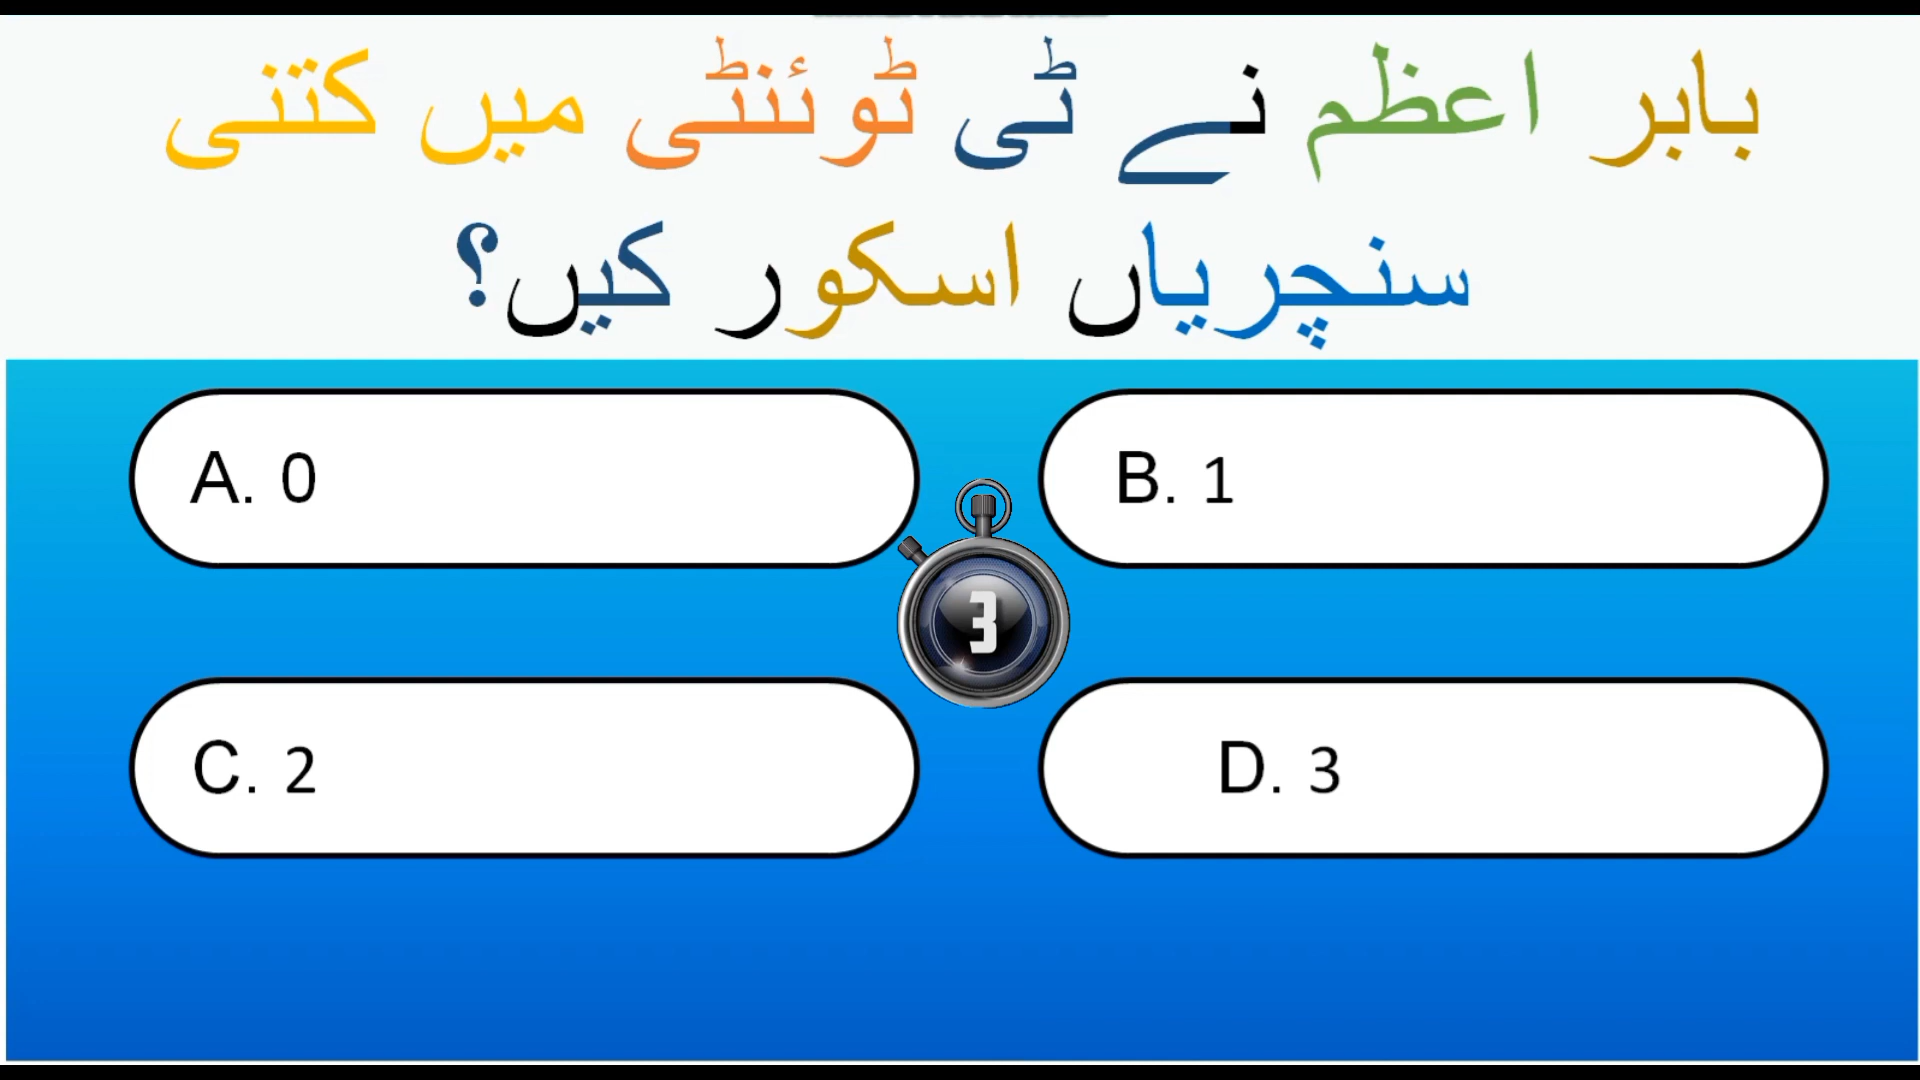 بابر اعظم نے ٹی ٹوئنٹی میں کتنی
سنچریاں اسکور کیں؟
A. 0
B. 1
3
C. 2
D. 3